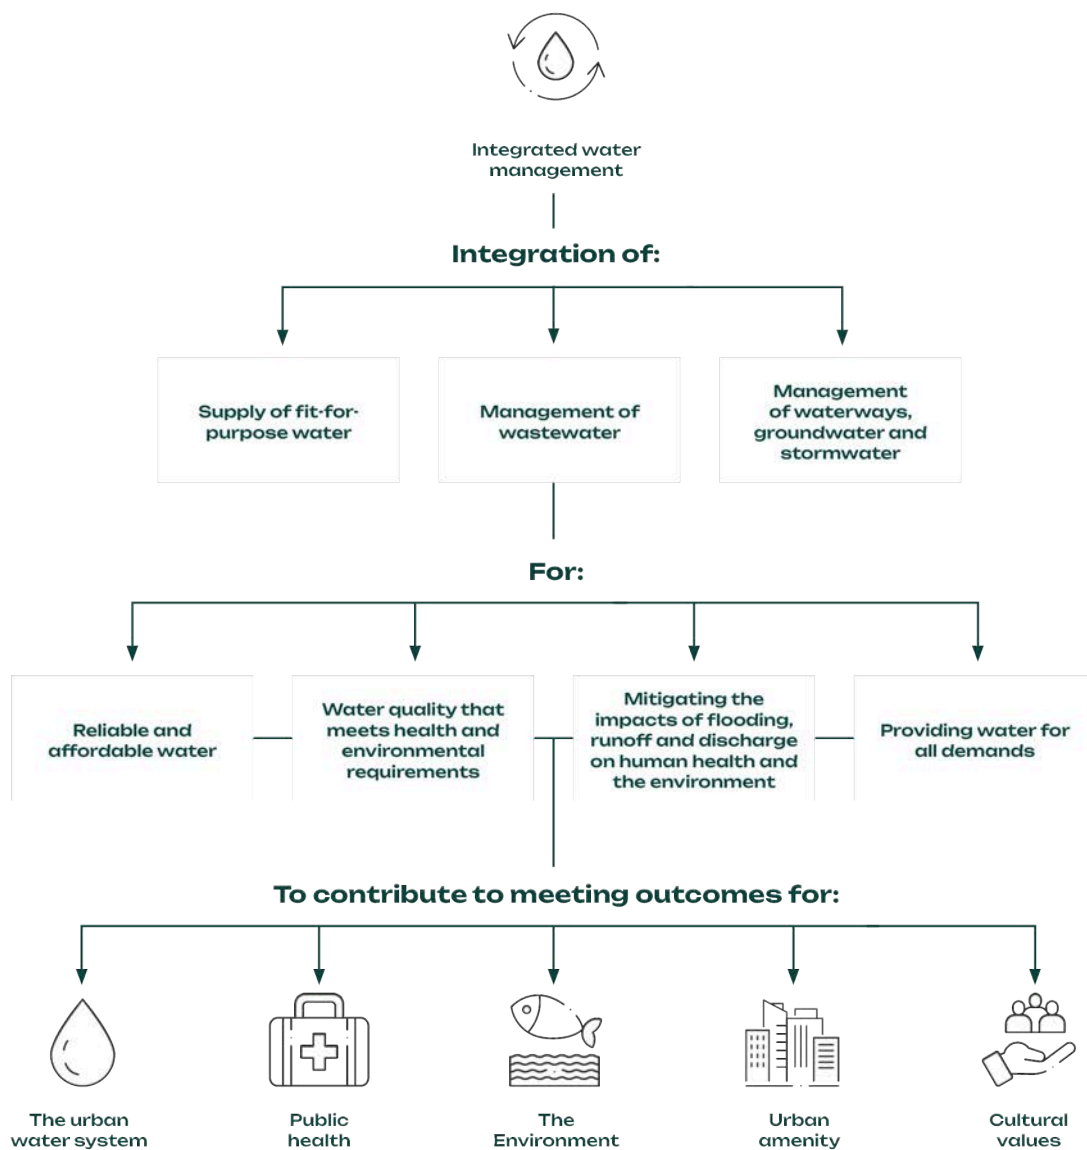 Integrated water
management
Integration of:
Supply of fit-for-
purpose water
Management of
wastewater
Management
of waterways,
groundwater and
stormwater
For:
Reliable and
affordable water
Water quality that
meets health and
environmental
requirements
Mitigating the
impacts of flooding,
runoff and discharge
on human health and
the environment
Providing water for
all demands
To contribute to meeting outcomes for:
The urban
water system
Public
health
The
Environment
Urban
amenity
Cultural
values